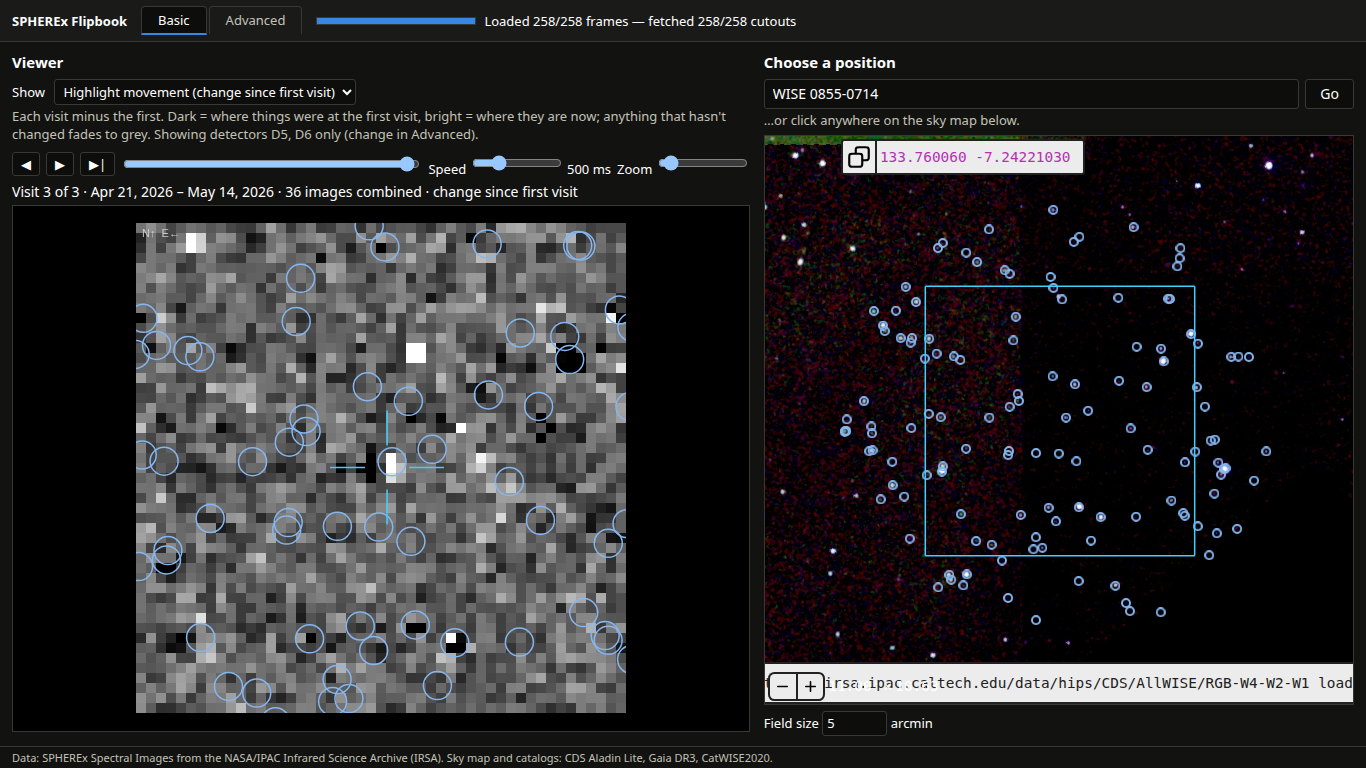 SPHEREx Flipbook
Basic
Advanced
Loaded 258/258 frames — fetched 258/258 cutouts
Viewer
Show
Highlight movement (change since first visit)
Each visit minus the first. Dark = where things were at the first visit, bright = where they are now; anything that hasn't
changed fades to grey. Showing detectors D5, D6 only (change in Advanced).
Speed
500 ms
Zoom
Visit 3 of 3 · Apr 21, 2026 – May 14, 2026 · 36 images combined · change since first visit
N↑ E←
Choose a position
WISE 0855-0714
Go
...or click anywhere on the sky map below.
133.760060 -7.24221030
irsa.ipac.caltech.edu/data/hips/CDS/AllWISE/RGB-W4-W2-W1 load
Field size
5
arcmin
Data: SPHEREx Spectral Images from the NASA/IPAC Infrared Science Archive (IRSA). Sky map and catalogs: CDS Aladin Lite, Gaia DR3, CatWISE2020.